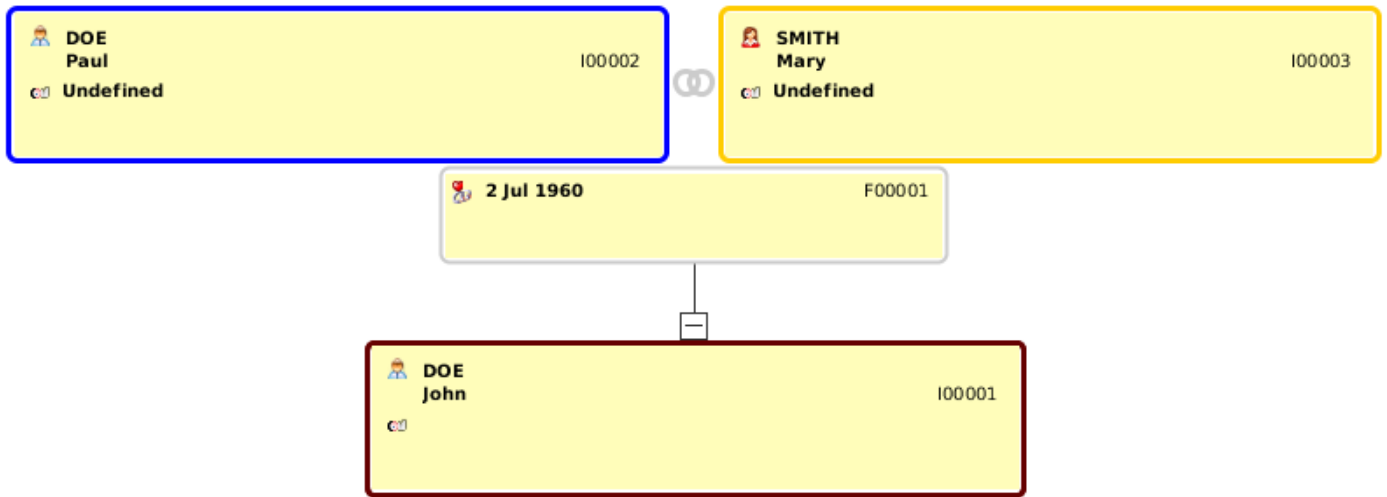 DOE
Paul I00002
Undefined
SMITH
Mary I00003
Undefined
2 Jul 1960 F00001
DOE
John I00001